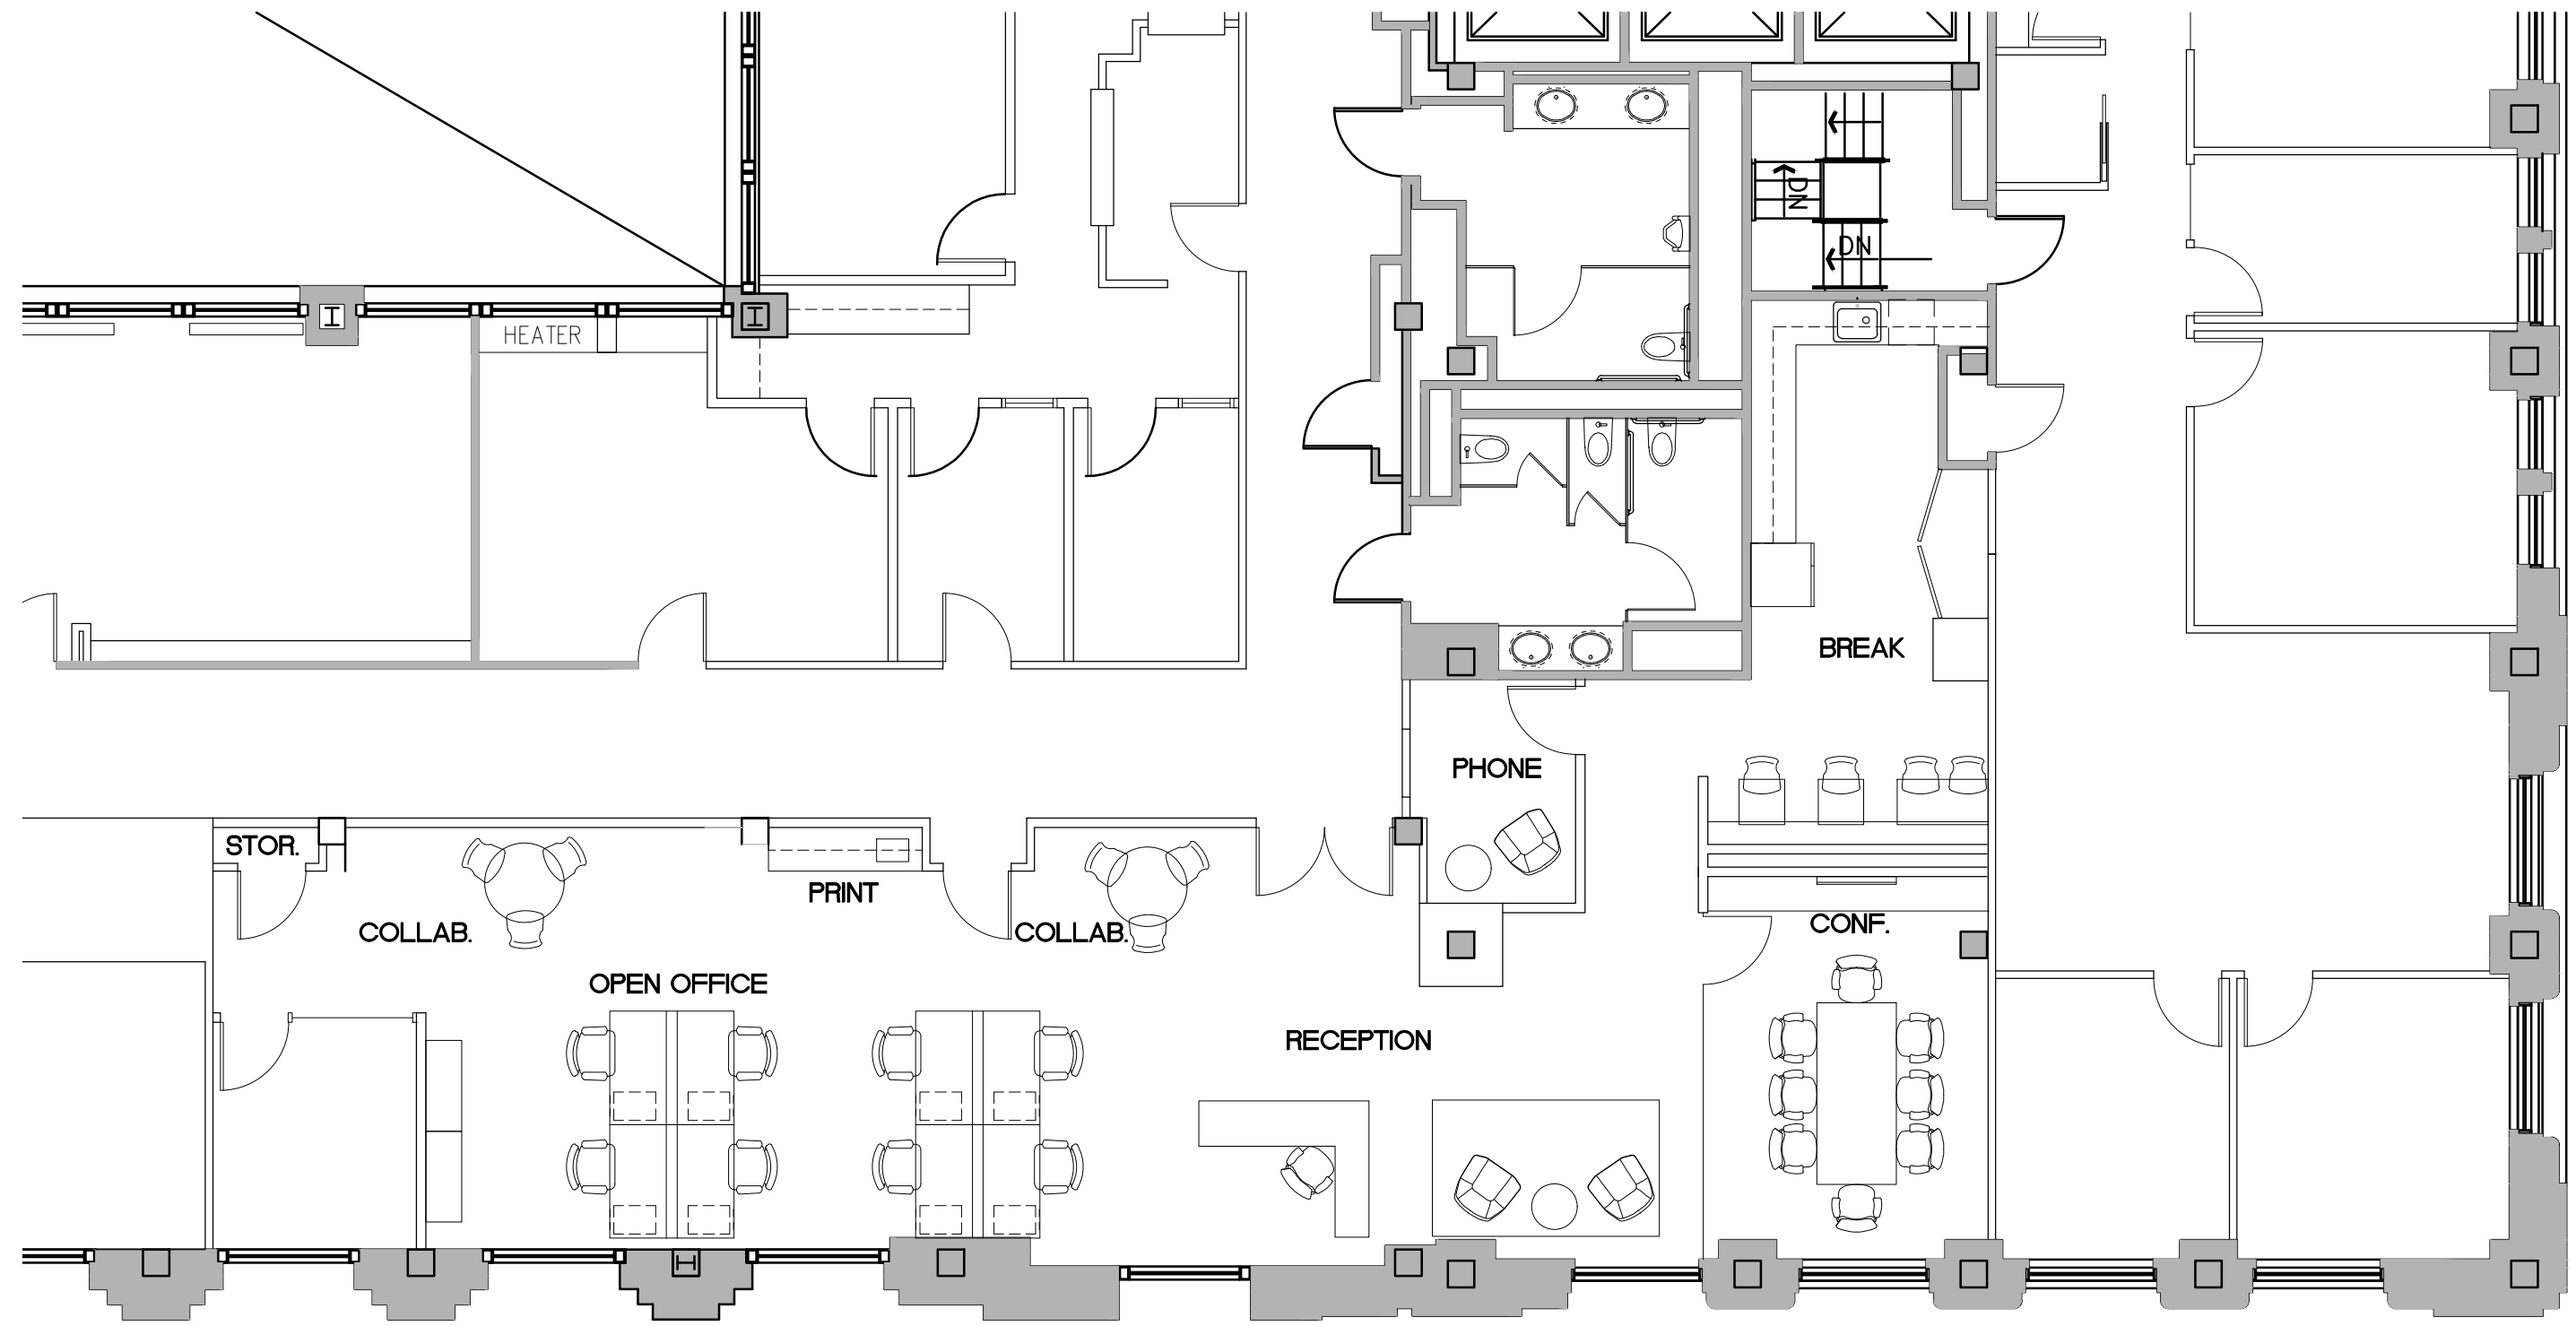 DN
DN
HEATER
BREAK
PHONE
STOR.
PRINT
COLLAB.
COLLAB.
CONF.
OPEN OFFICE
RECEPTION